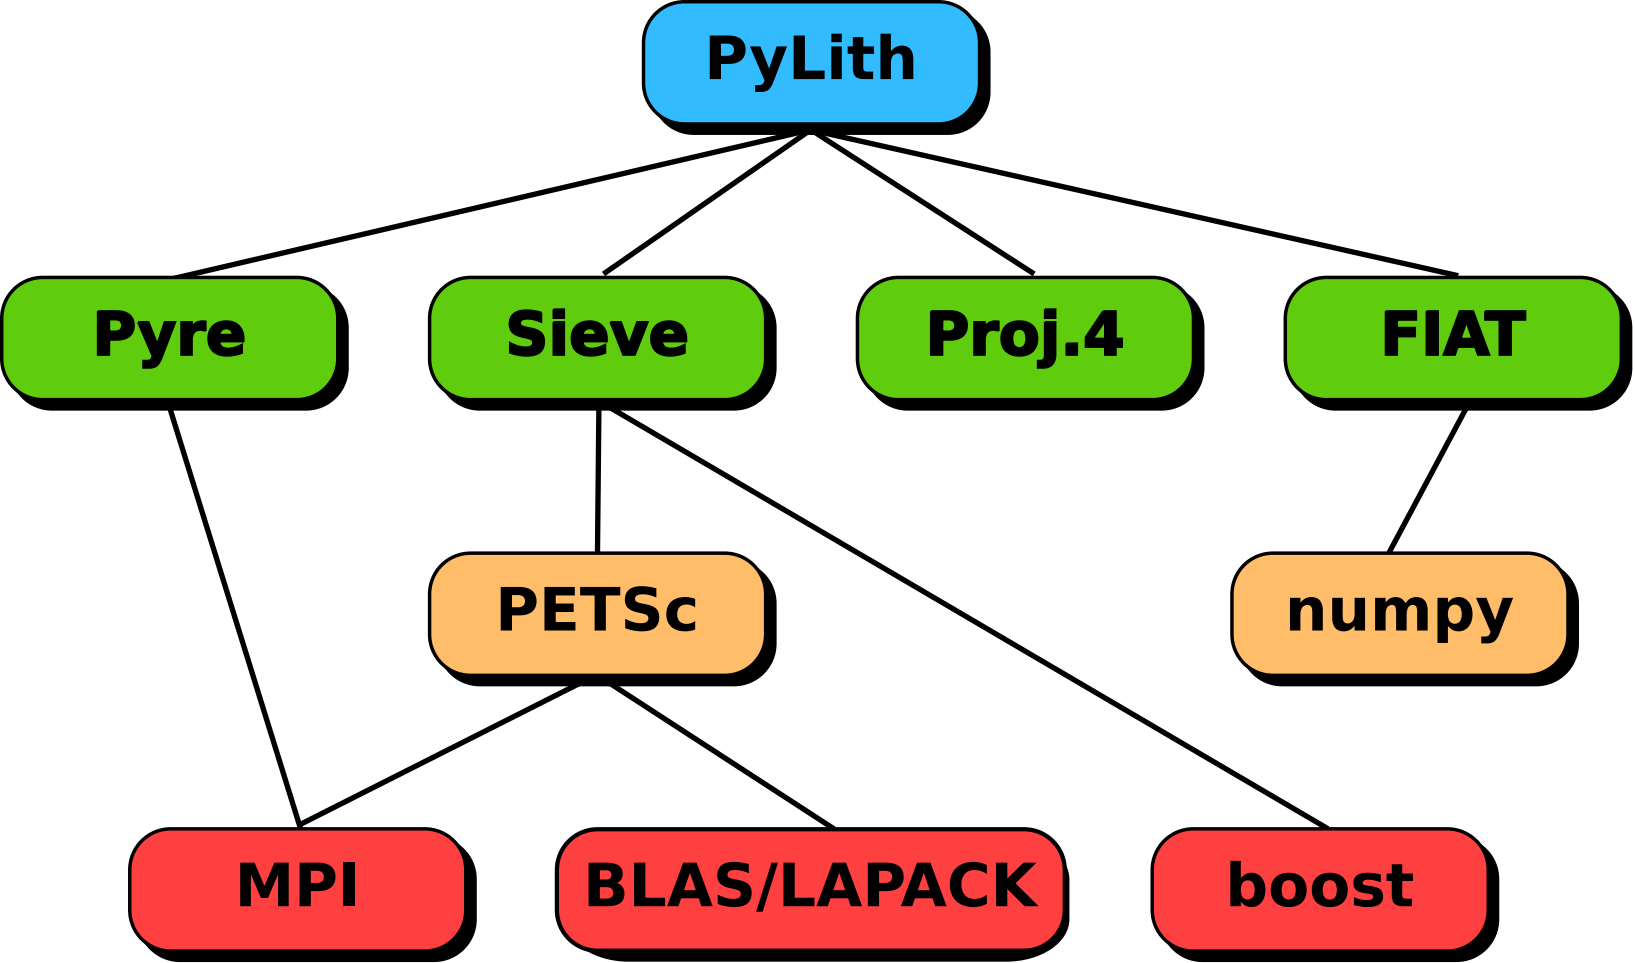 PyLith
Pyre
Sieve
Proj.4
FIAT
PETSc
numpy
MPI
BLAS/LAPACK
boost